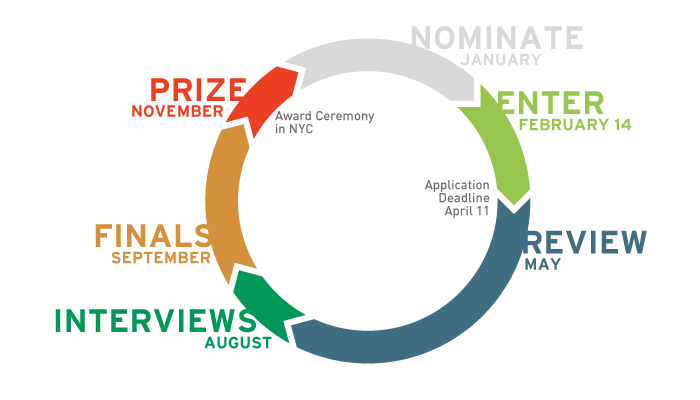 NOMINATE
JANUARY
ENTER
FEBRUARY 14
Application
Deadline
April 11
REVIEW
MAY
INTERVIEWS
AUGUST
FINALS
SEPTEMBER
PRIZE
NOVEMBER
Award Ceremony
in NYC